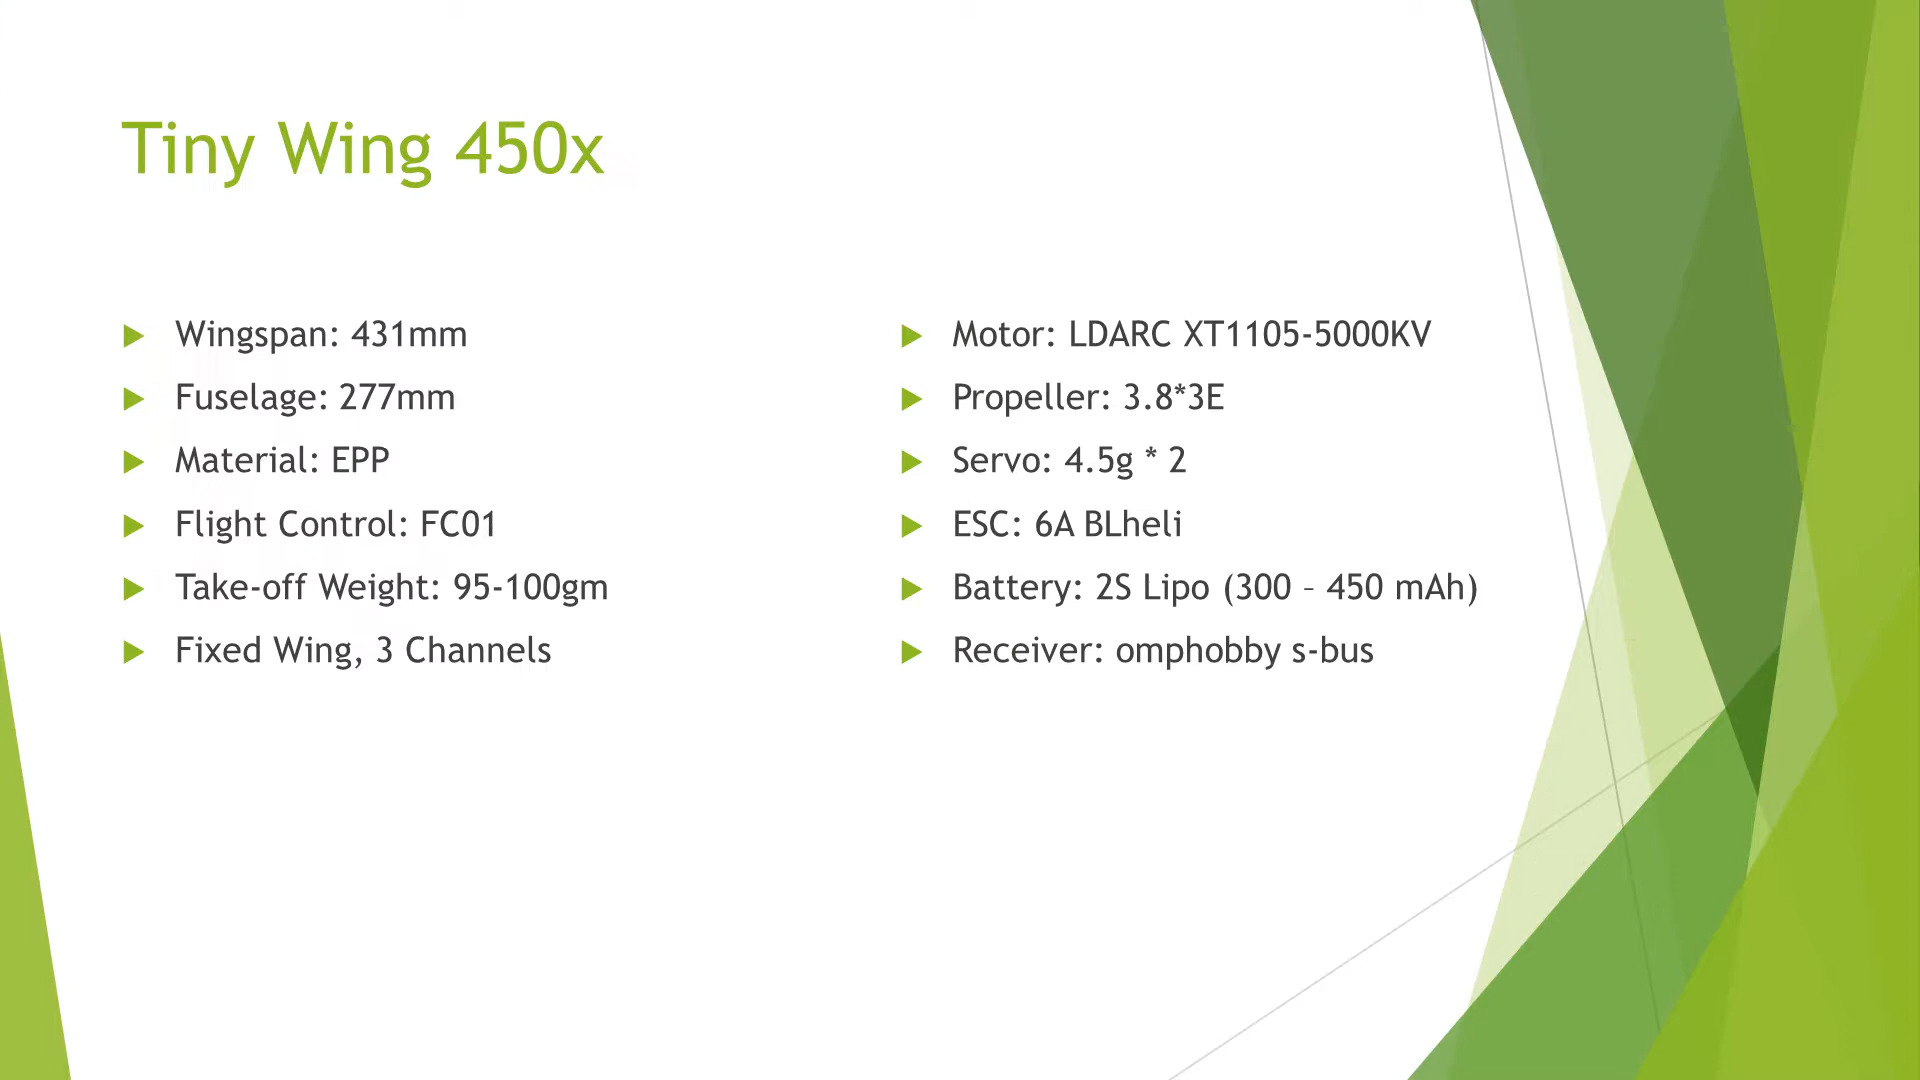 Tiny Wing 450x
Wingspan: 431mm
Fuselage: 277mm
Material: EPP
Flight Control: FC01
Take-off Weight: 95-100gm
Fixed Wing, 3 Channels
Motor: LDARC XT1105-5000KV
Propeller: 3.8*3E
Servo: 4.5g * 2
ESC: 6A BLheli
Battery: 2S Lipo (300 – 450 mAh)
Receiver: omphobby s-bus